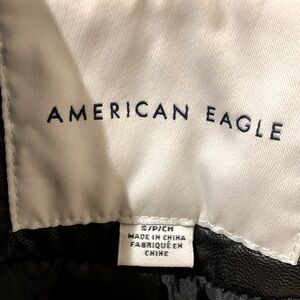 AMERICAN EAGLE
S/P/CH
MADE IN CHINA
FABRIQUÉ EN
CHINE